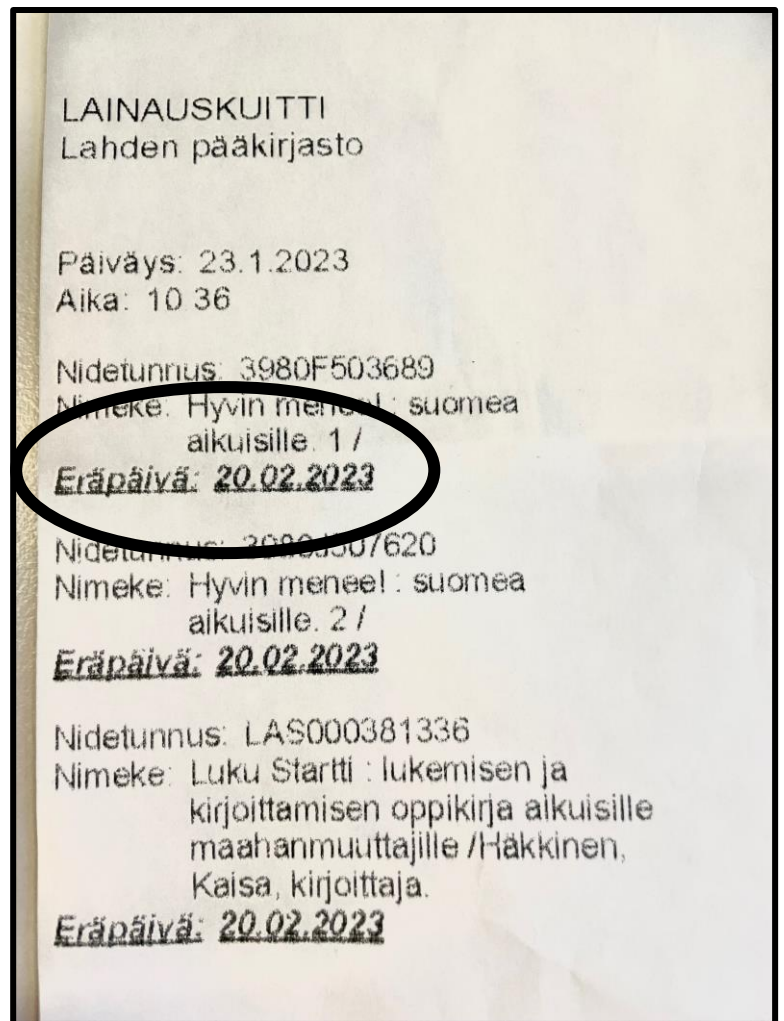 LAINAUSKUITTI
Lahden pääkirjasto
Päiväys: 23.1.2023
Aika: 10 36
Nidetunnus: 3980F503689
Nimeke: Hyvin menee! : suomea
aikuisille. 1 /
Eräpäivä: 20.02.2023
Nidetunnus:
Nimeke: Hyvin menee! : suomea
aikuisille. 2 /
Eräpäivä: 20.02.2023
Nidetunnus: LAS000381336
Nimeke: Luku Startti : lukemisen ja
kirjoittamisen oppikirja aikuisille
maahanmuuttajille /Häkkinen,
Kaisa, kirjoittaja.
Eräpäivä: 20.02.2023